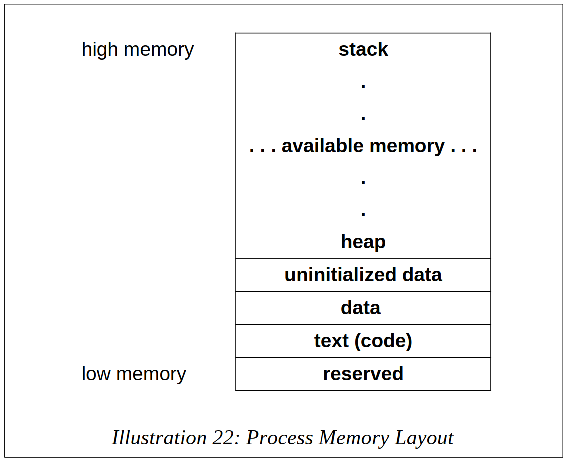 high memory stack
.
.
. . . available memory . . .
.
.
heap
uninitialized data
data
text (code)
low memory reserved
Illustration 22: Process Memory Layout